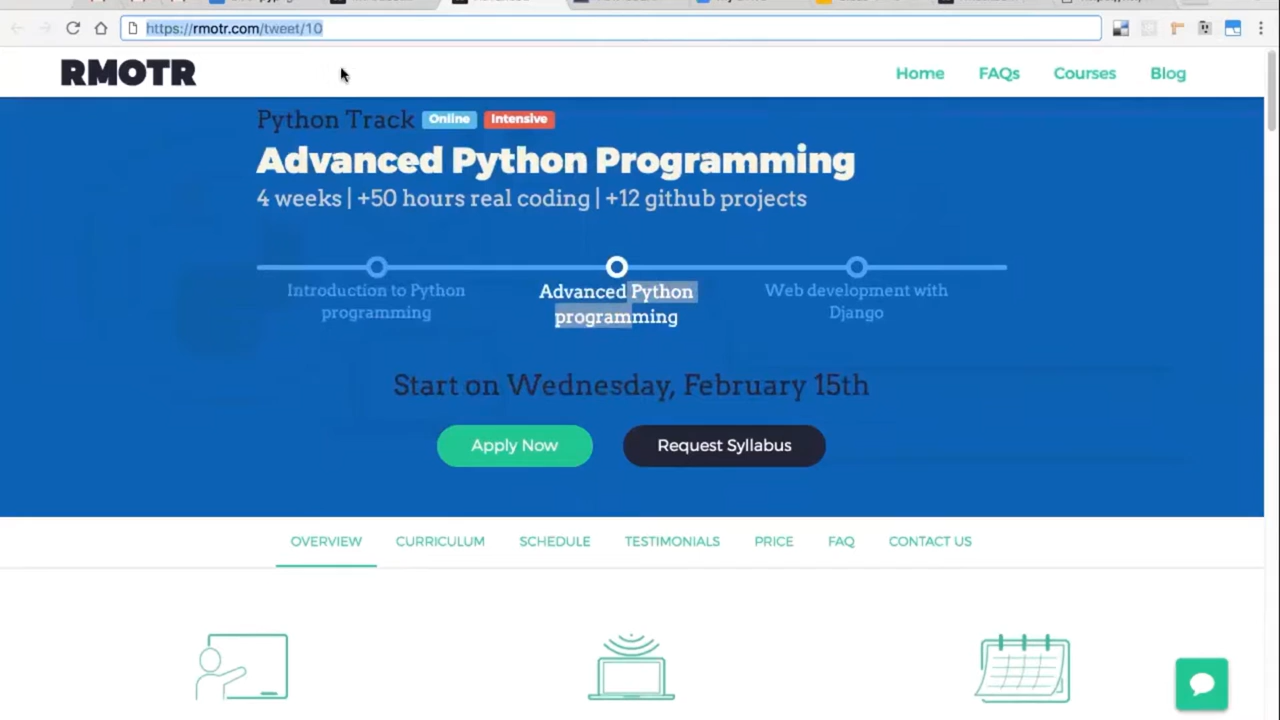 https://rmotr.com/tweet/10
RMOTR
Home FAQs Courses Blog
Python Track Online Intensive
Advanced Python Programming
4 weeks | +50 hours real coding | +12 github projects
Introduction to Python
programming
Advanced Python
programming
Web development with
Django
Start on Wednesday, February 15th
Apply Now Request Syllabus
OVERVIEW CURRICULUM SCHEDULE TESTIMONIALS PRICE FAQ CONTACT US